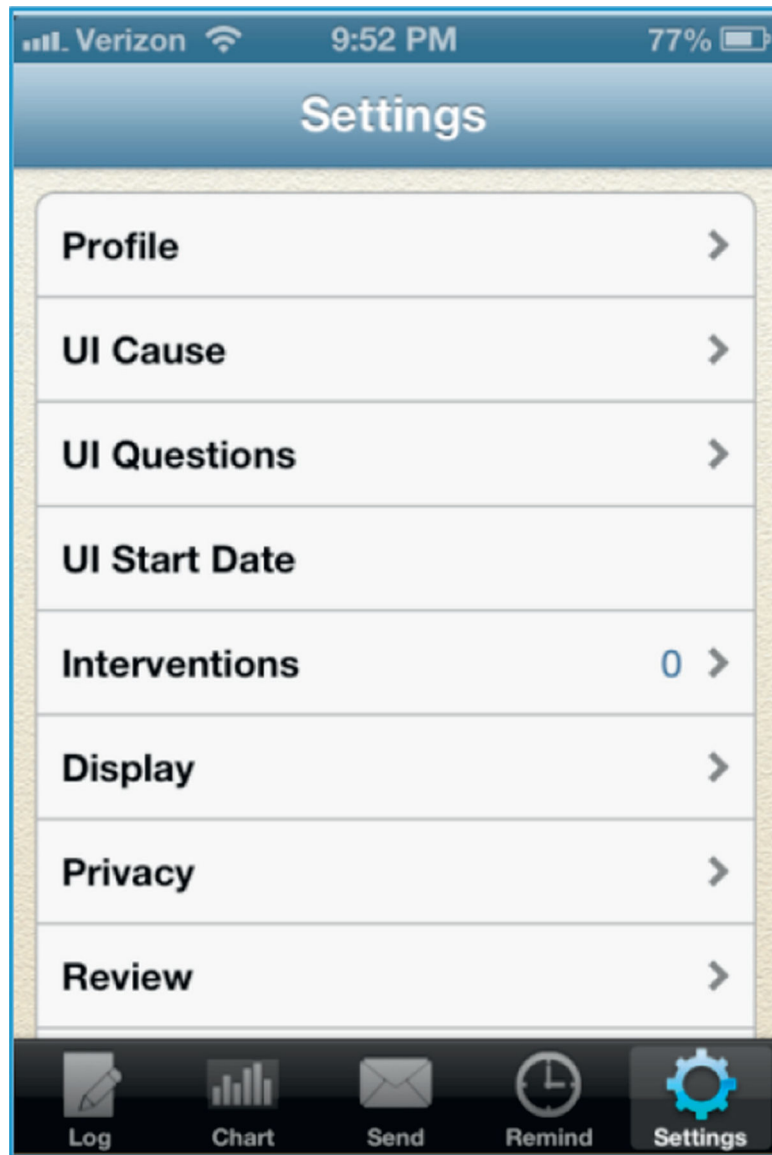 Verizon 9:52 PM 77%
Settings
Profile
UI Cause
UI Questions
UI Start Date
Interventions 0
Display
Privacy
Review
Log Chart Send Remind Settings